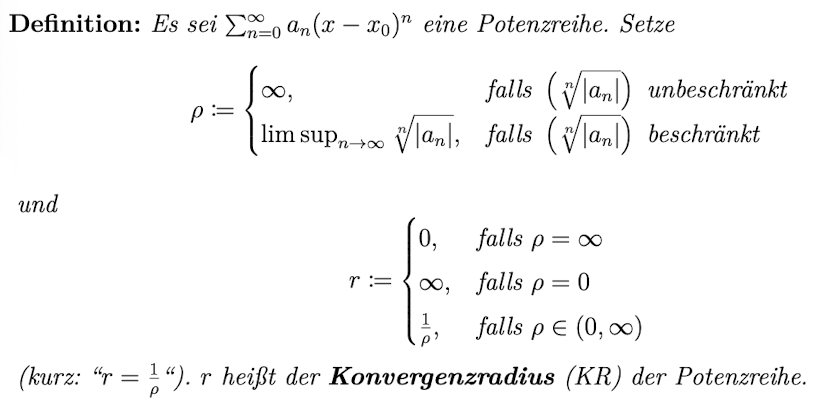 Definition: Es sei ∑_{n=0}^{∞} a_n(x − x_0)^n eine Potenzreihe. Setze
ρ := { ∞, falls (ⁿ√|a_n|) unbeschränkt
lim sup_{n→∞} ⁿ√|a_n|, falls (ⁿ√|a_n|) beschränkt
und
r := { 0, falls ρ = ∞
∞, falls ρ = 0
1/ρ, falls ρ ∈ (0, ∞)
(kurz: “r = 1/ρ“). r heißt der Konvergenzradius (KR) der Potenzreihe.